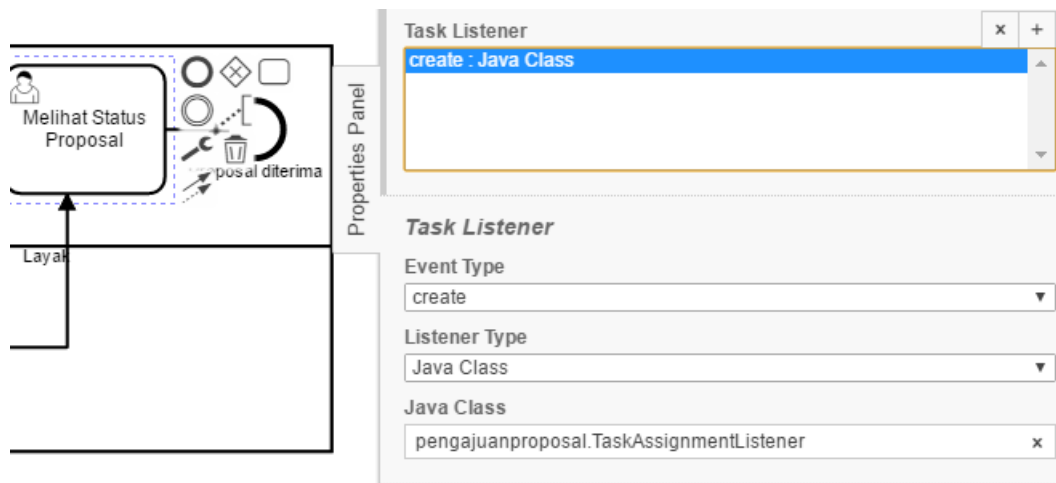 Melihat Status
Proposal
posal diterima
Layak
Properties Panel
Task Listener
x +
create : Java Class
Task Listener
Event Type
create
Listener Type
Java Class
Java Class
pengajuanproposal.TaskAssignmentListener
x